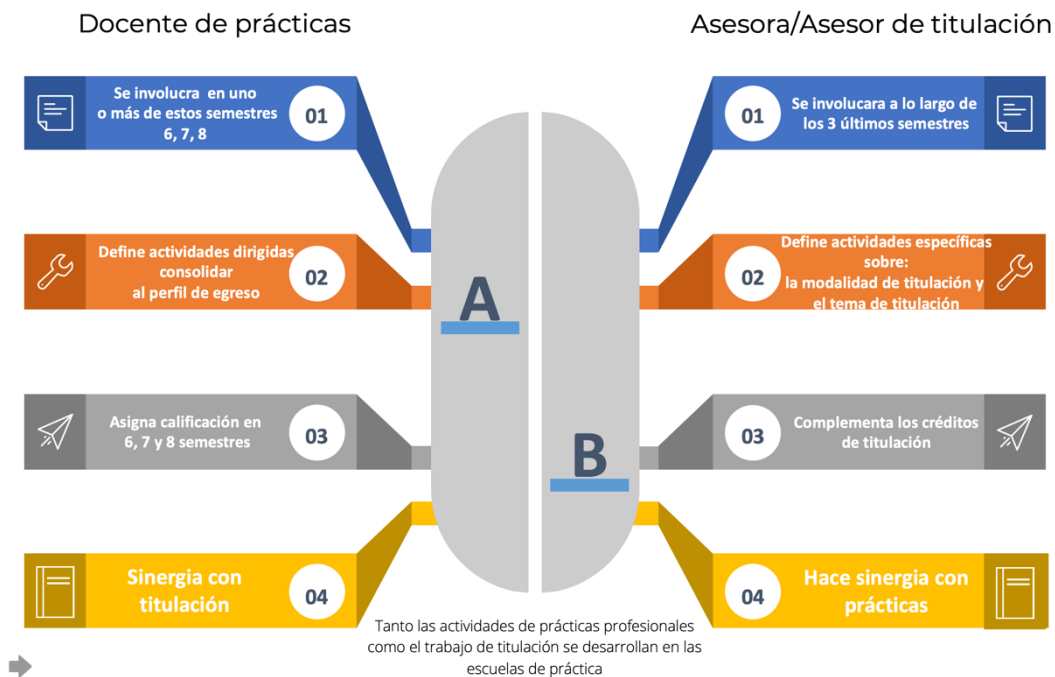 Docente de prácticas
Asesora/Asesor de titulación
Se involucra en uno
o más de estos semestres
6, 7, 8
01
01
Se involucara a lo largo de
los 3 últimos semestres
Define actividades dirigidas
consolidar
al perfil de egreso
02
02
Define actividades específicas
sobre:
la modalidad de titulación y
el tema de titulación
A
Asigna calificación en
6, 7 y 8 semestres
03
03
Complementa los créditos
de titulación
B
Sinergia con
titulación
04
04
Hace sinergia con
prácticas
Tanto las actividades de prácticas profesionales
como el trabajo de titulación se desarrollan en las
escuelas de práctica